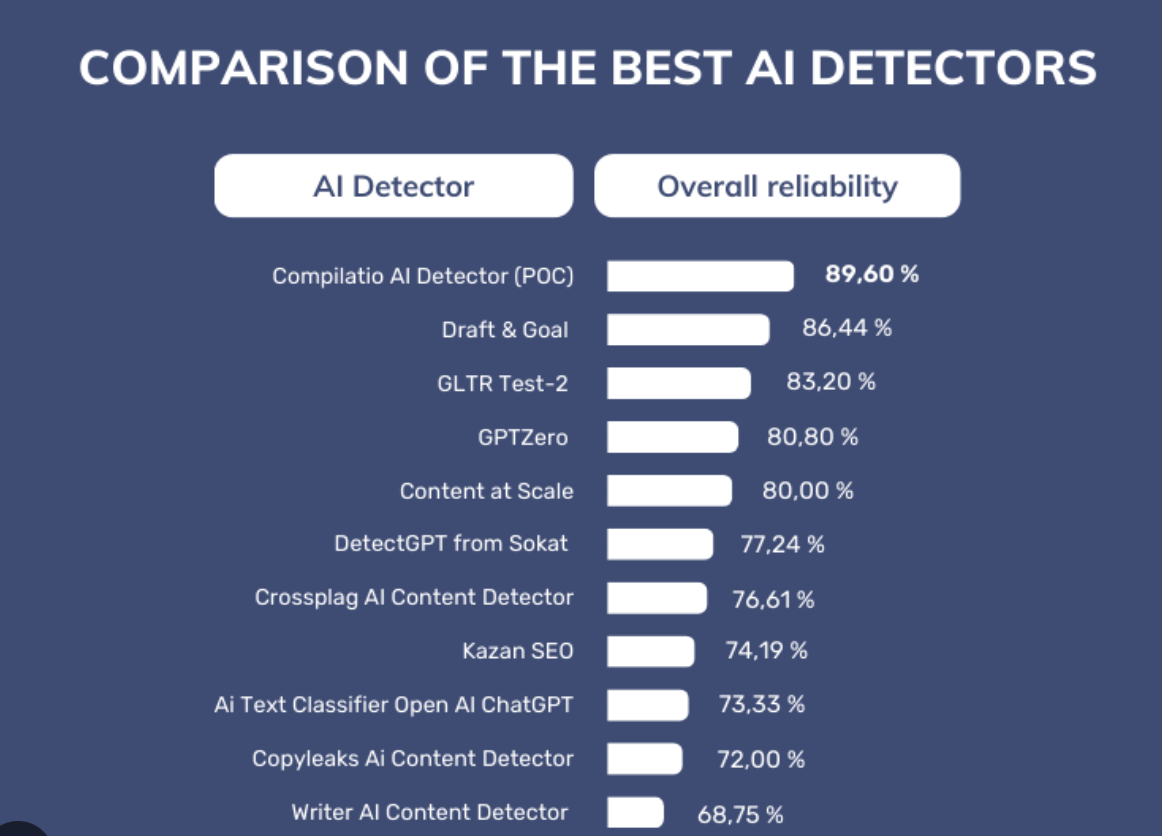 COMPARISON OF THE BEST AI DETECTORS
AI Detector Overall reliability
Compilatio AI Detector (POC) 89,60 %
Draft & Goal 86,44 %
GLTR Test-2 83,20 %
GPTZero 80,80 %
Content at Scale 80,00 %
DetectGPT from Sokat 77,24 %
Crossplag AI Content Detector 76,61 %
Kazan SEO 74,19 %
Ai Text Classifier Open AI ChatGPT 73,33 %
Copyleaks Ai Content Detector 72,00 %
Writer AI Content Detector 68,75 %